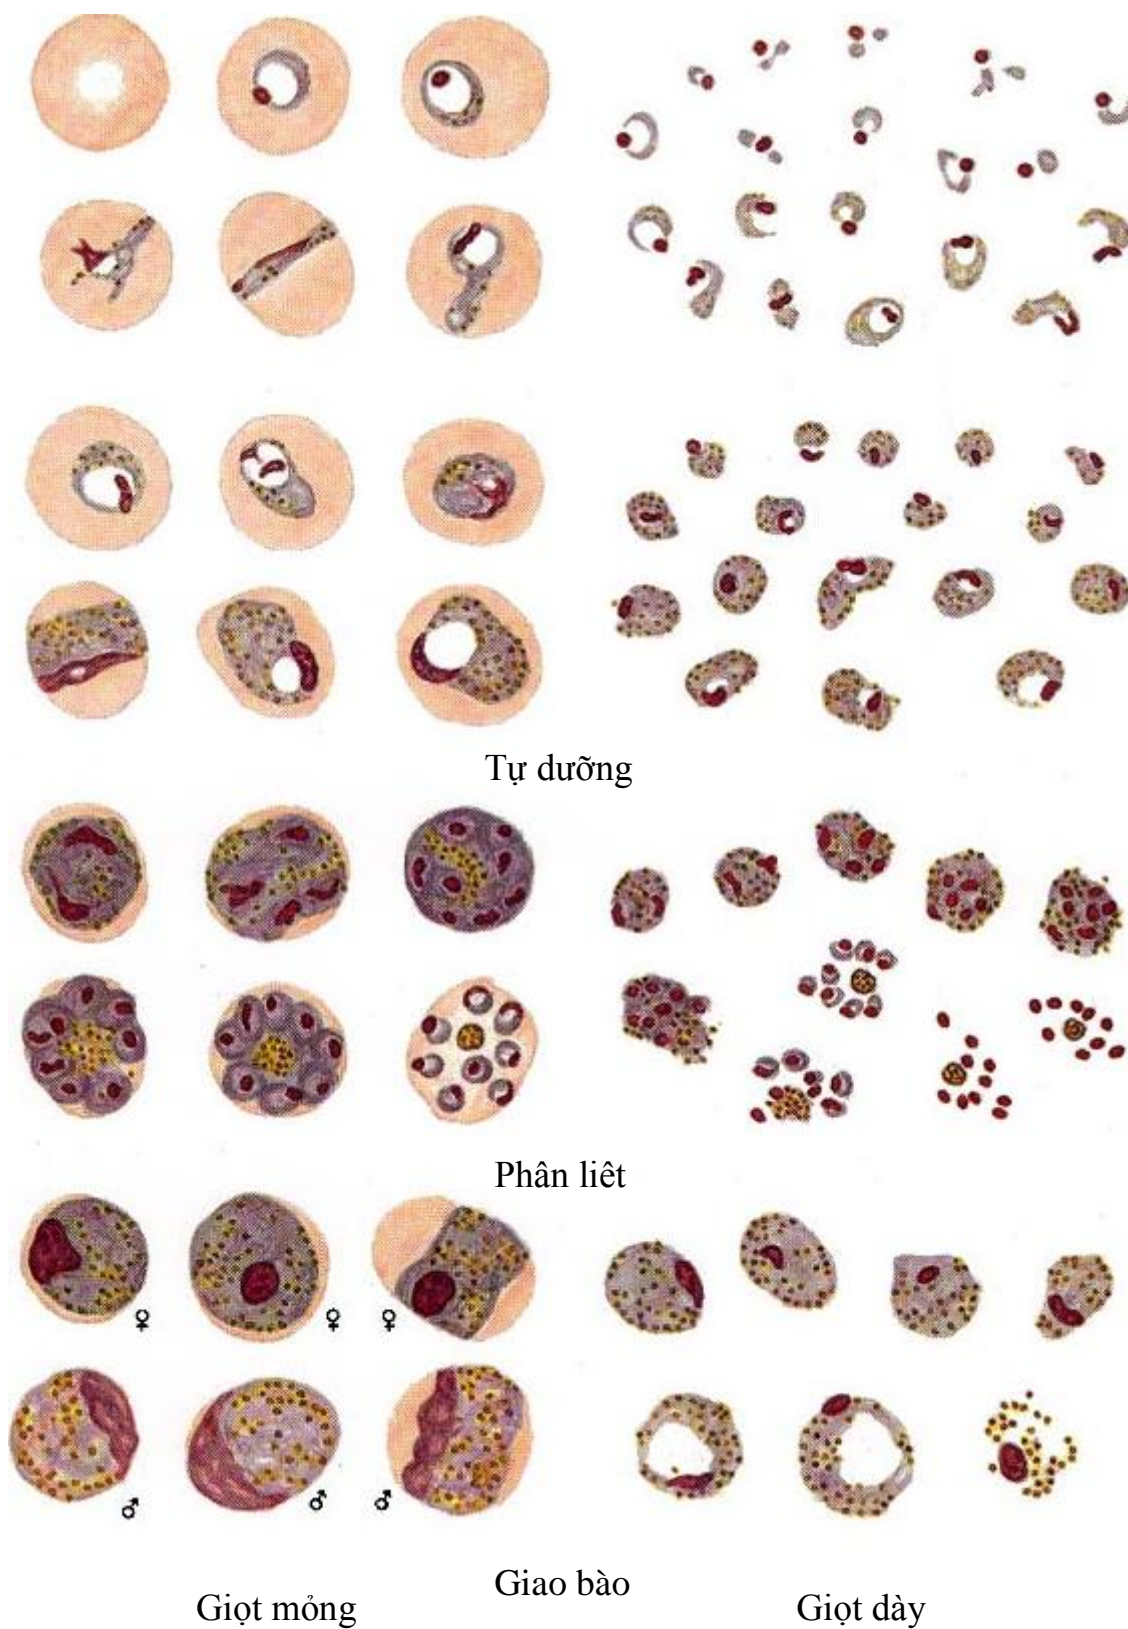 Tự dưỡng
Phân liêt
♀ ♀ ♀
♂ ♂ ♂
Giao bào
Giọt mỏng Giọt dày